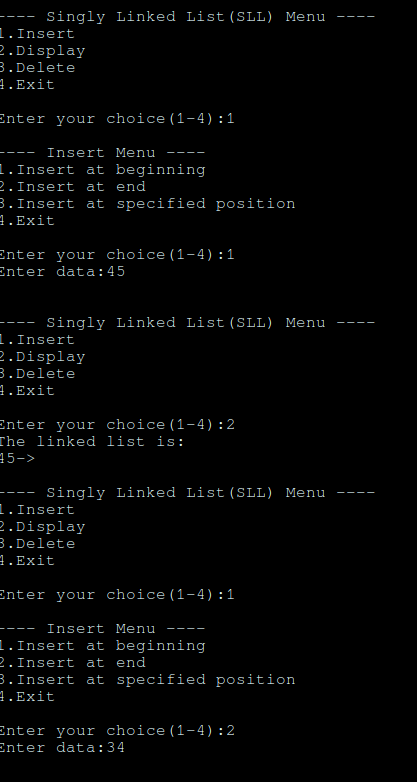 ---- Singly Linked List(SLL) Menu ----
1.Insert
2.Display
3.Delete
4.Exit
Enter your choice(1-4):1
---- Insert Menu ----
1.Insert at beginning
2.Insert at end
3.Insert at specified position
4.Exit
Enter your choice(1-4):1
Enter data:45
---- Singly Linked List(SLL) Menu ----
1.Insert
2.Display
3.Delete
4.Exit
Enter your choice(1-4):2
The linked list is:
45->
---- Singly Linked List(SLL) Menu ----
1.Insert
2.Display
3.Delete
4.Exit
Enter your choice(1-4):1
---- Insert Menu ----
1.Insert at beginning
2.Insert at end
3.Insert at specified position
4.Exit
Enter your choice(1-4):2
Enter data:34